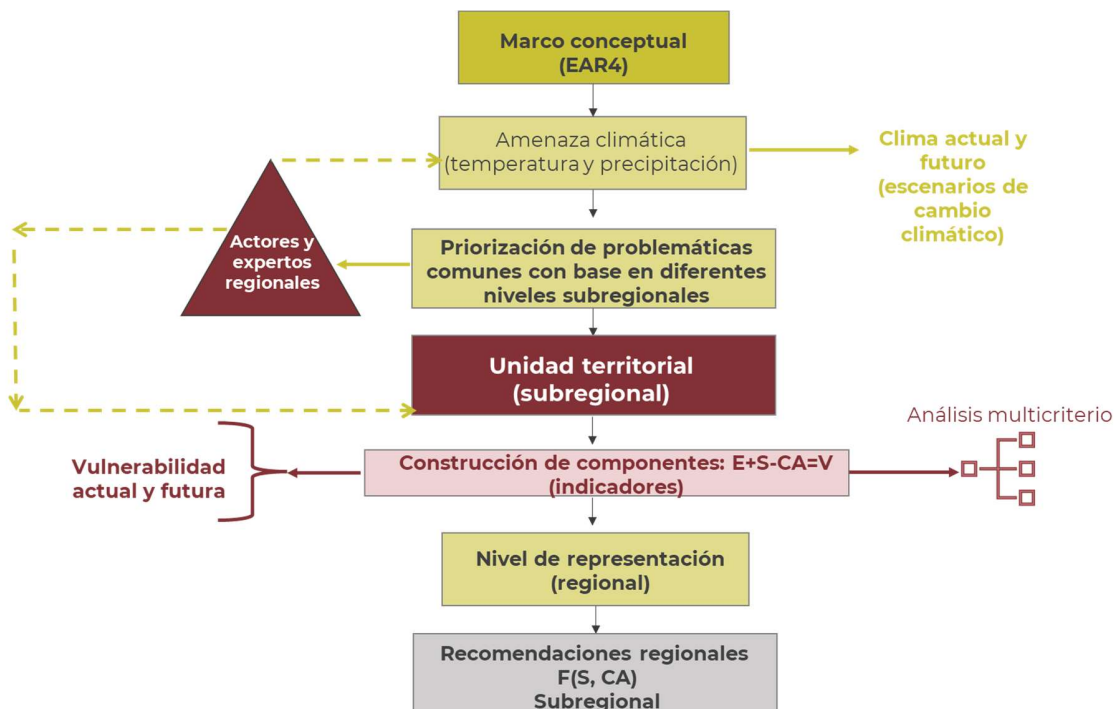 Marco conceptual
(EAR4)
Amenaza climática
(temperatura y precipitación)
Clima actual y
futuro
(escenarios de
cambio
climático)
Actores y
expertos
regionales
Priorización de problemáticas
comunes con base en diferentes
niveles subregionales
Unidad territorial
(subregional)
Análisis multicriterio
Vulnerabilidad
actual y futura
Construcción de componentes: E+S-CA=V
(indicadores)
Nivel de representación
(regional)
Recomendaciones regionales
F(S, CA)
Subregional